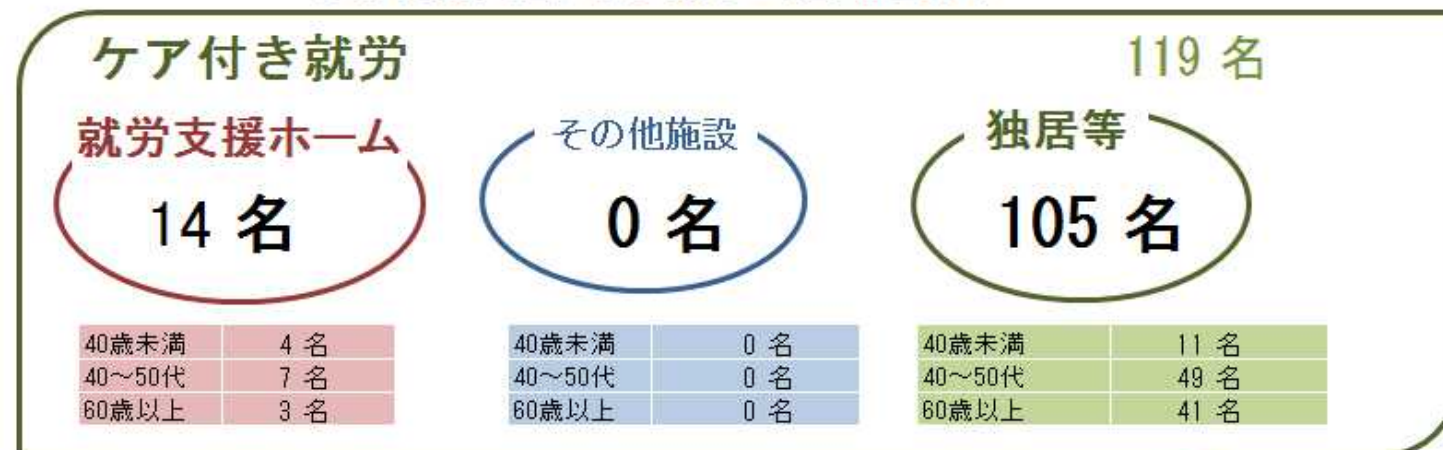 ケア付き就労 119 名
就労支援ホーム その他施設 独居等
14 名 0 名 105 名
40歳未満 4 名 40歳未満 0 名 40歳未満 11 名
40～50代 7 名 40～50代 0 名 40～50代 49 名
60歳以上 3 名 60歳以上 0 名 60歳以上 41 名